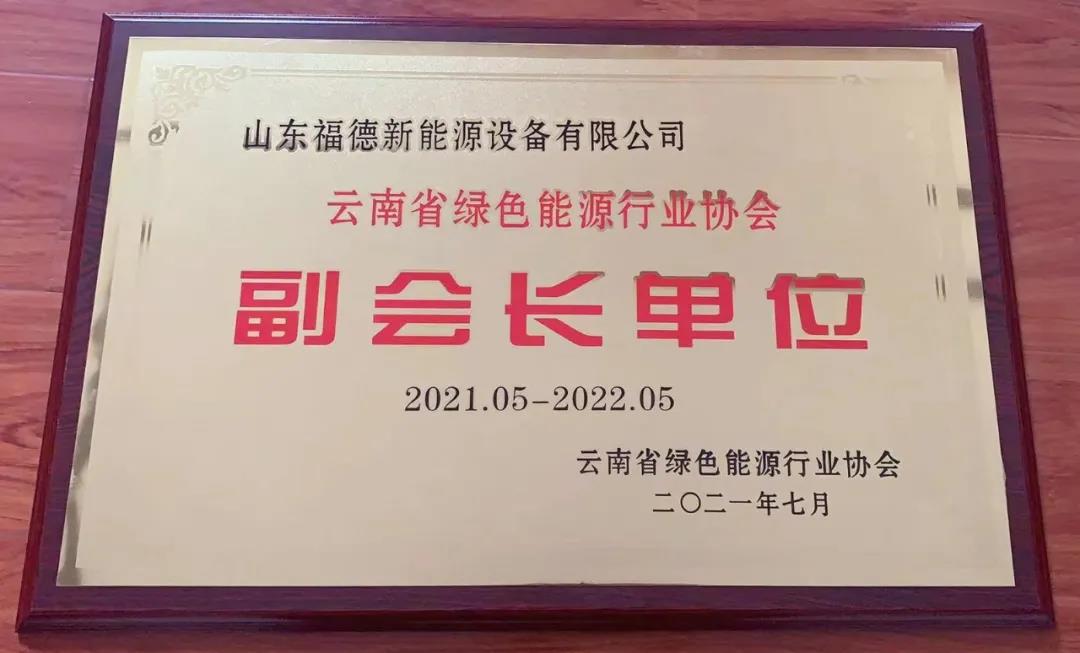 山东福德新能源设备有限公司
云南省绿色能源行业协会
副会长单位
2021.05-2022.05
云南省绿色能源行业协会
二〇二一年七月